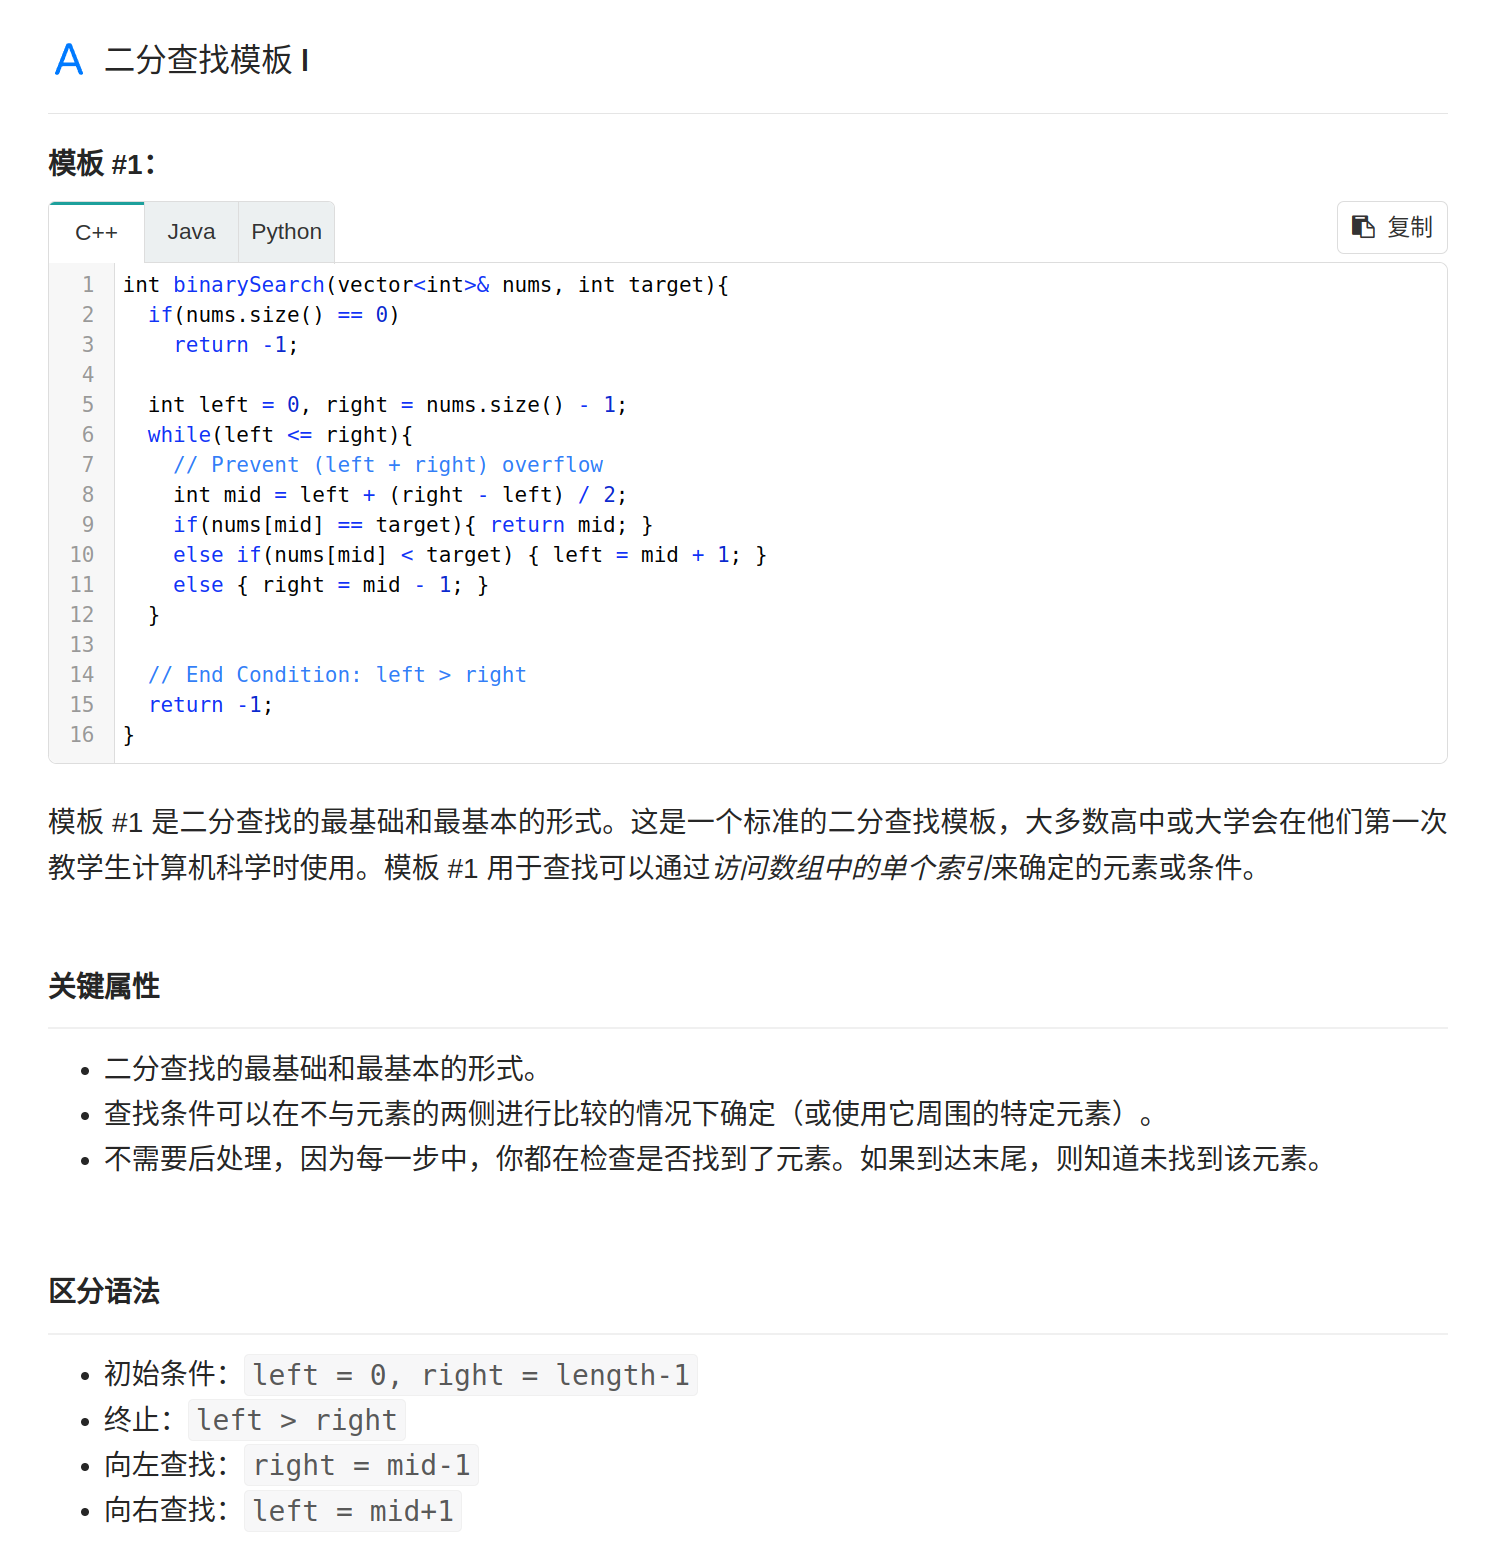 A 二分查找模板 I
模板 #1：
C++ Java Python 复制
1 int binarySearch(vector<int>& nums, int target){
2   if(nums.size() == 0)
3     return -1;
4
5   int left = 0, right = nums.size() - 1;
6   while(left <= right){
7     // Prevent (left + right) overflow
8     int mid = left + (right - left) / 2;
9     if(nums[mid] == target){ return mid; }
10     else if(nums[mid] < target) { left = mid + 1; }
11     else { right = mid - 1; }
12   }
13
14   // End Condition: left > right
15   return -1;
16 }
模板 #1 是二分查找的最基础和最基本的形式。这是一个标准的二分查找模板，大多数高中或大学会在他们第一次
教学生计算机科学时使用。模板 #1 用于查找可以通过访问数组中的单个索引来确定的元素或条件。
关键属性
• 二分查找的最基础和最基本的形式。
• 查找条件可以在不与元素的两侧进行比较的情况下确定（或使用它周围的特定元素）。
• 不需要后处理，因为每一步中，你都在检查是否找到了元素。如果到达末尾，则知道未找到该元素。
区分语法
• 初始条件：left = 0, right = length-1
• 终止：left > right
• 向左查找：right = mid-1
• 向右查找：left = mid+1